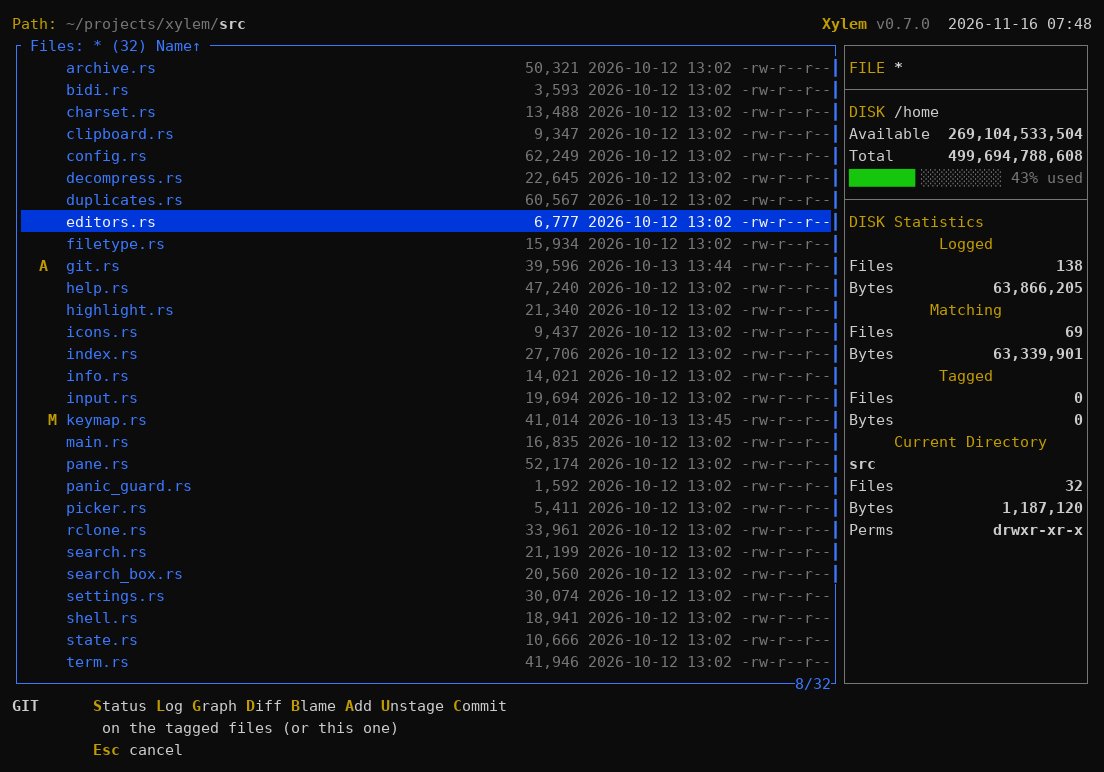 Path: ~/projects/xylem/src Xylem v0.7.0 2026-11-16 07:48
Files: * (32) Name↑
archive.rs 50,321 2026-10-12 13:02 -rw-r--r--
bidi.rs 3,593 2026-10-12 13:02 -rw-r--r--
charset.rs 13,488 2026-10-12 13:02 -rw-r--r--
clipboard.rs 9,347 2026-10-12 13:02 -rw-r--r--
config.rs 62,249 2026-10-12 13:02 -rw-r--r--
decompress.rs 22,645 2026-10-12 13:02 -rw-r--r--
duplicates.rs 60,567 2026-10-12 13:02 -rw-r--r--
editors.rs 6,777 2026-10-12 13:02 -rw-r--r--
filetype.rs 15,934 2026-10-12 13:02 -rw-r--r--
A git.rs 39,596 2026-10-13 13:44 -rw-r--r--
help.rs 47,240 2026-10-12 13:02 -rw-r--r--
highlight.rs 21,340 2026-10-12 13:02 -rw-r--r--
icons.rs 9,437 2026-10-12 13:02 -rw-r--r--
index.rs 27,706 2026-10-12 13:02 -rw-r--r--
info.rs 14,021 2026-10-12 13:02 -rw-r--r--
input.rs 19,694 2026-10-12 13:02 -rw-r--r--
M keymap.rs 41,014 2026-10-13 13:45 -rw-r--r--
main.rs 16,835 2026-10-12 13:02 -rw-r--r--
pane.rs 52,174 2026-10-12 13:02 -rw-r--r--
panic_guard.rs 1,592 2026-10-12 13:02 -rw-r--r--
picker.rs 5,411 2026-10-12 13:02 -rw-r--r--
rclone.rs 33,961 2026-10-12 13:02 -rw-r--r--
search.rs 21,199 2026-10-12 13:02 -rw-r--r--
search_box.rs 20,560 2026-10-12 13:02 -rw-r--r--
settings.rs 30,074 2026-10-12 13:02 -rw-r--r--
shell.rs 18,941 2026-10-12 13:02 -rw-r--r--
state.rs 10,666 2026-10-12 13:02 -rw-r--r--
term.rs 41,946 2026-10-12 13:02 -rw-r--r--
8/32
FILE *
DISK /home
Available 269,104,533,504
Total 499,694,788,608
43% used
DISK Statistics
Logged
Files 138
Bytes 63,866,205
Matching
Files 69
Bytes 63,339,901
Tagged
Files 0
Bytes 0
Current Directory
src
Files 32
Bytes 1,187,120
Perms drwxr-xr-x
GIT Status Log Graph Diff Blame Add Unstage Commit
on the tagged files (or this one)
Esc cancel